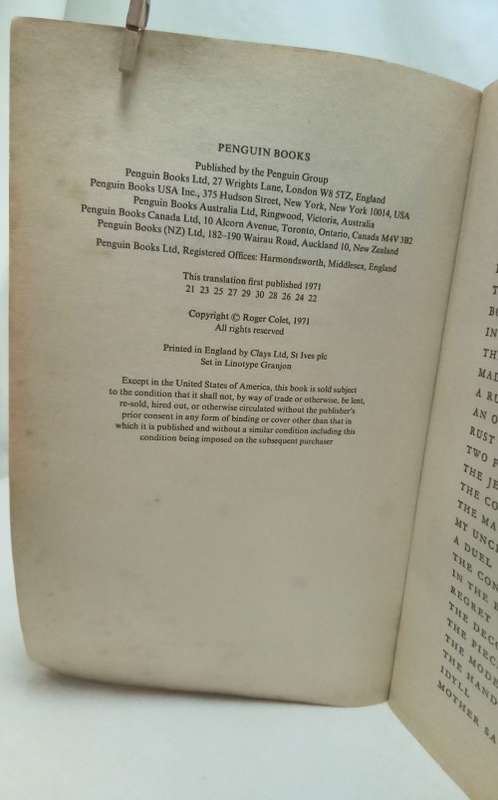 PENGUIN BOOKS
Published by the Penguin Group
Penguin Books Ltd, 27 Wrights Lane, London W8 5TZ, England
Penguin Books USA Inc., 375 Hudson Street, New York, New York 10014, USA
Penguin Books Australia Ltd, Ringwood, Victoria, Australia
Penguin Books Canada Ltd, 10 Alcorn Avenue, Toronto, Ontario, Canada M4V 3B2
Penguin Books (NZ) Ltd, 182–190 Wairau Road, Auckland 10, New Zealand
Penguin Books Ltd, Registered Offices: Harmondsworth, Middlesex, England
This translation first published 1971
21 23 25 27 29 30 28 26 24 22
Copyright © Roger Colet, 1971
All rights reserved
Printed in England by Clays Ltd, St Ives plc
Set in Linotype Granjon
Except in the United States of America, this book is sold subject
to the condition that it shall not, by way of trade or otherwise, be lent,
re-sold, hired out, or otherwise circulated without the publisher's
prior consent in any form of binding or cover other than that in
which it is published and without a similar condition including this
condition being imposed on the subsequent purchaser
IN
MAD
A RU
AN O
RUST
TWO
THE JE
THE CO
THE MA
MY UNC
A DUEL
THE CON
IN THE
REGRET
THE DECO
THE PIEC
THE MODE
THE HAND
IDYLL
MOTHER SA